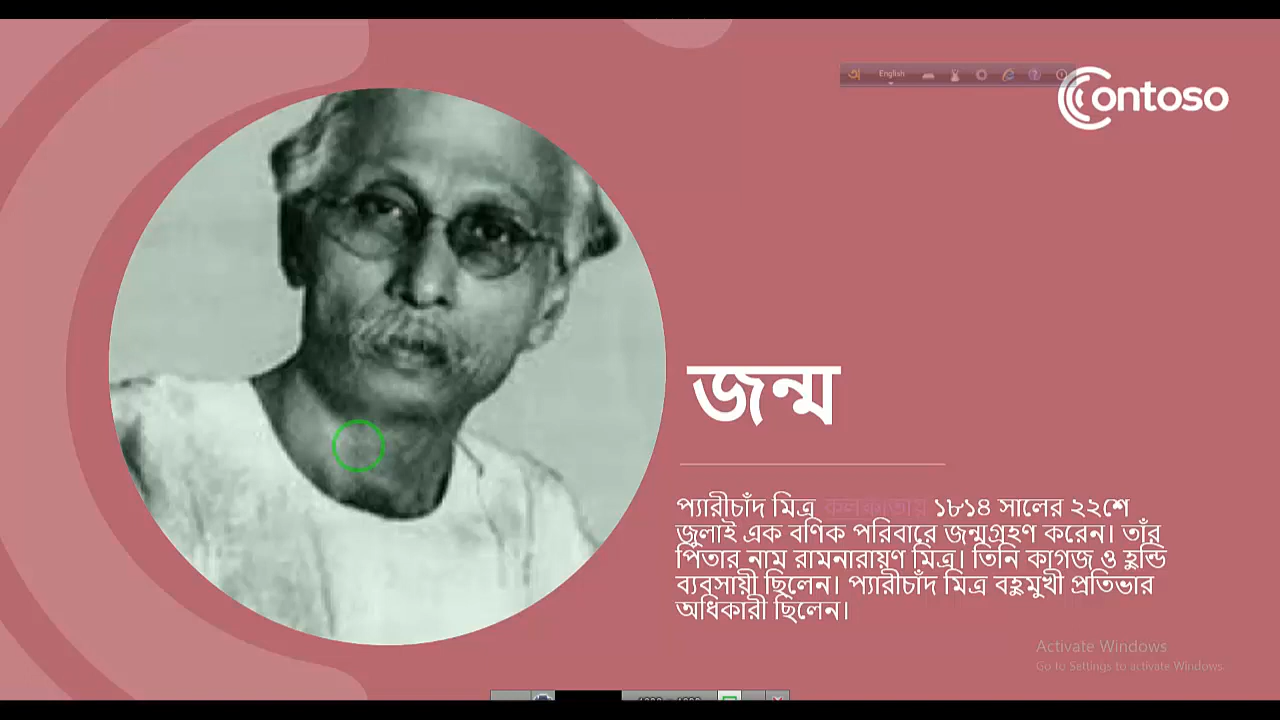 English
Contoso
জন্ম
প্যারীচাঁদ মিত্র কলকাতায় ১৮১৪ সালের ২২শে
জুলাই এক বণিক পরিবারে জন্মগ্রহণ করেন। তাঁর
পিতার নাম রামনারায়ণ মিত্র। তিনি কাগজ ও হুন্ডি
ব্যবসায়ী ছিলেন। প্যারীচাঁদ মিত্র বহুমুখী প্রতিভার
অধিকারী ছিলেন।
Activate Windows
Go to Settings to activate Windows.